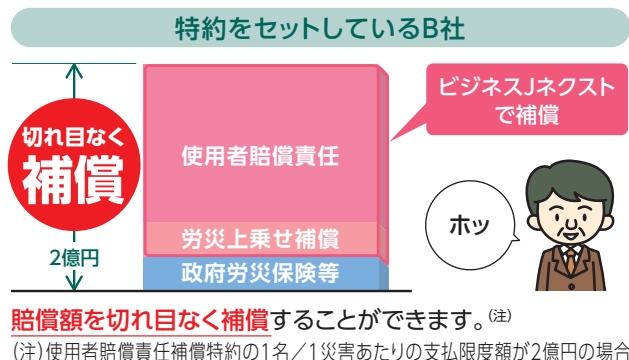 特約をセットしているB社
切れ目なく
補償
2億円
使用者賠償責任
労災上乗せ補償
政府労災保険等
ビジネスJネクスト
で補償
ホッ
賠償額を切れ目なく補償することができます。(注)
(注)使用者賠償責任補償特約の1名/1災害あたりの支払限度額が2億円の場合